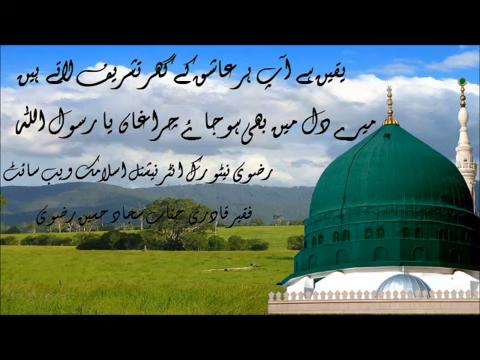 یقیں ہے آپ ہر عاشق کے گھر تشریف لاتے ہیں
میرے دل میں بھی ہو جائے چراغاں یا رسول اللہ
رضوی نیٹورک انٹرنیشنل اسلامک ویب سائٹ
فقیر قادری جناب سجاد حسین رضوی